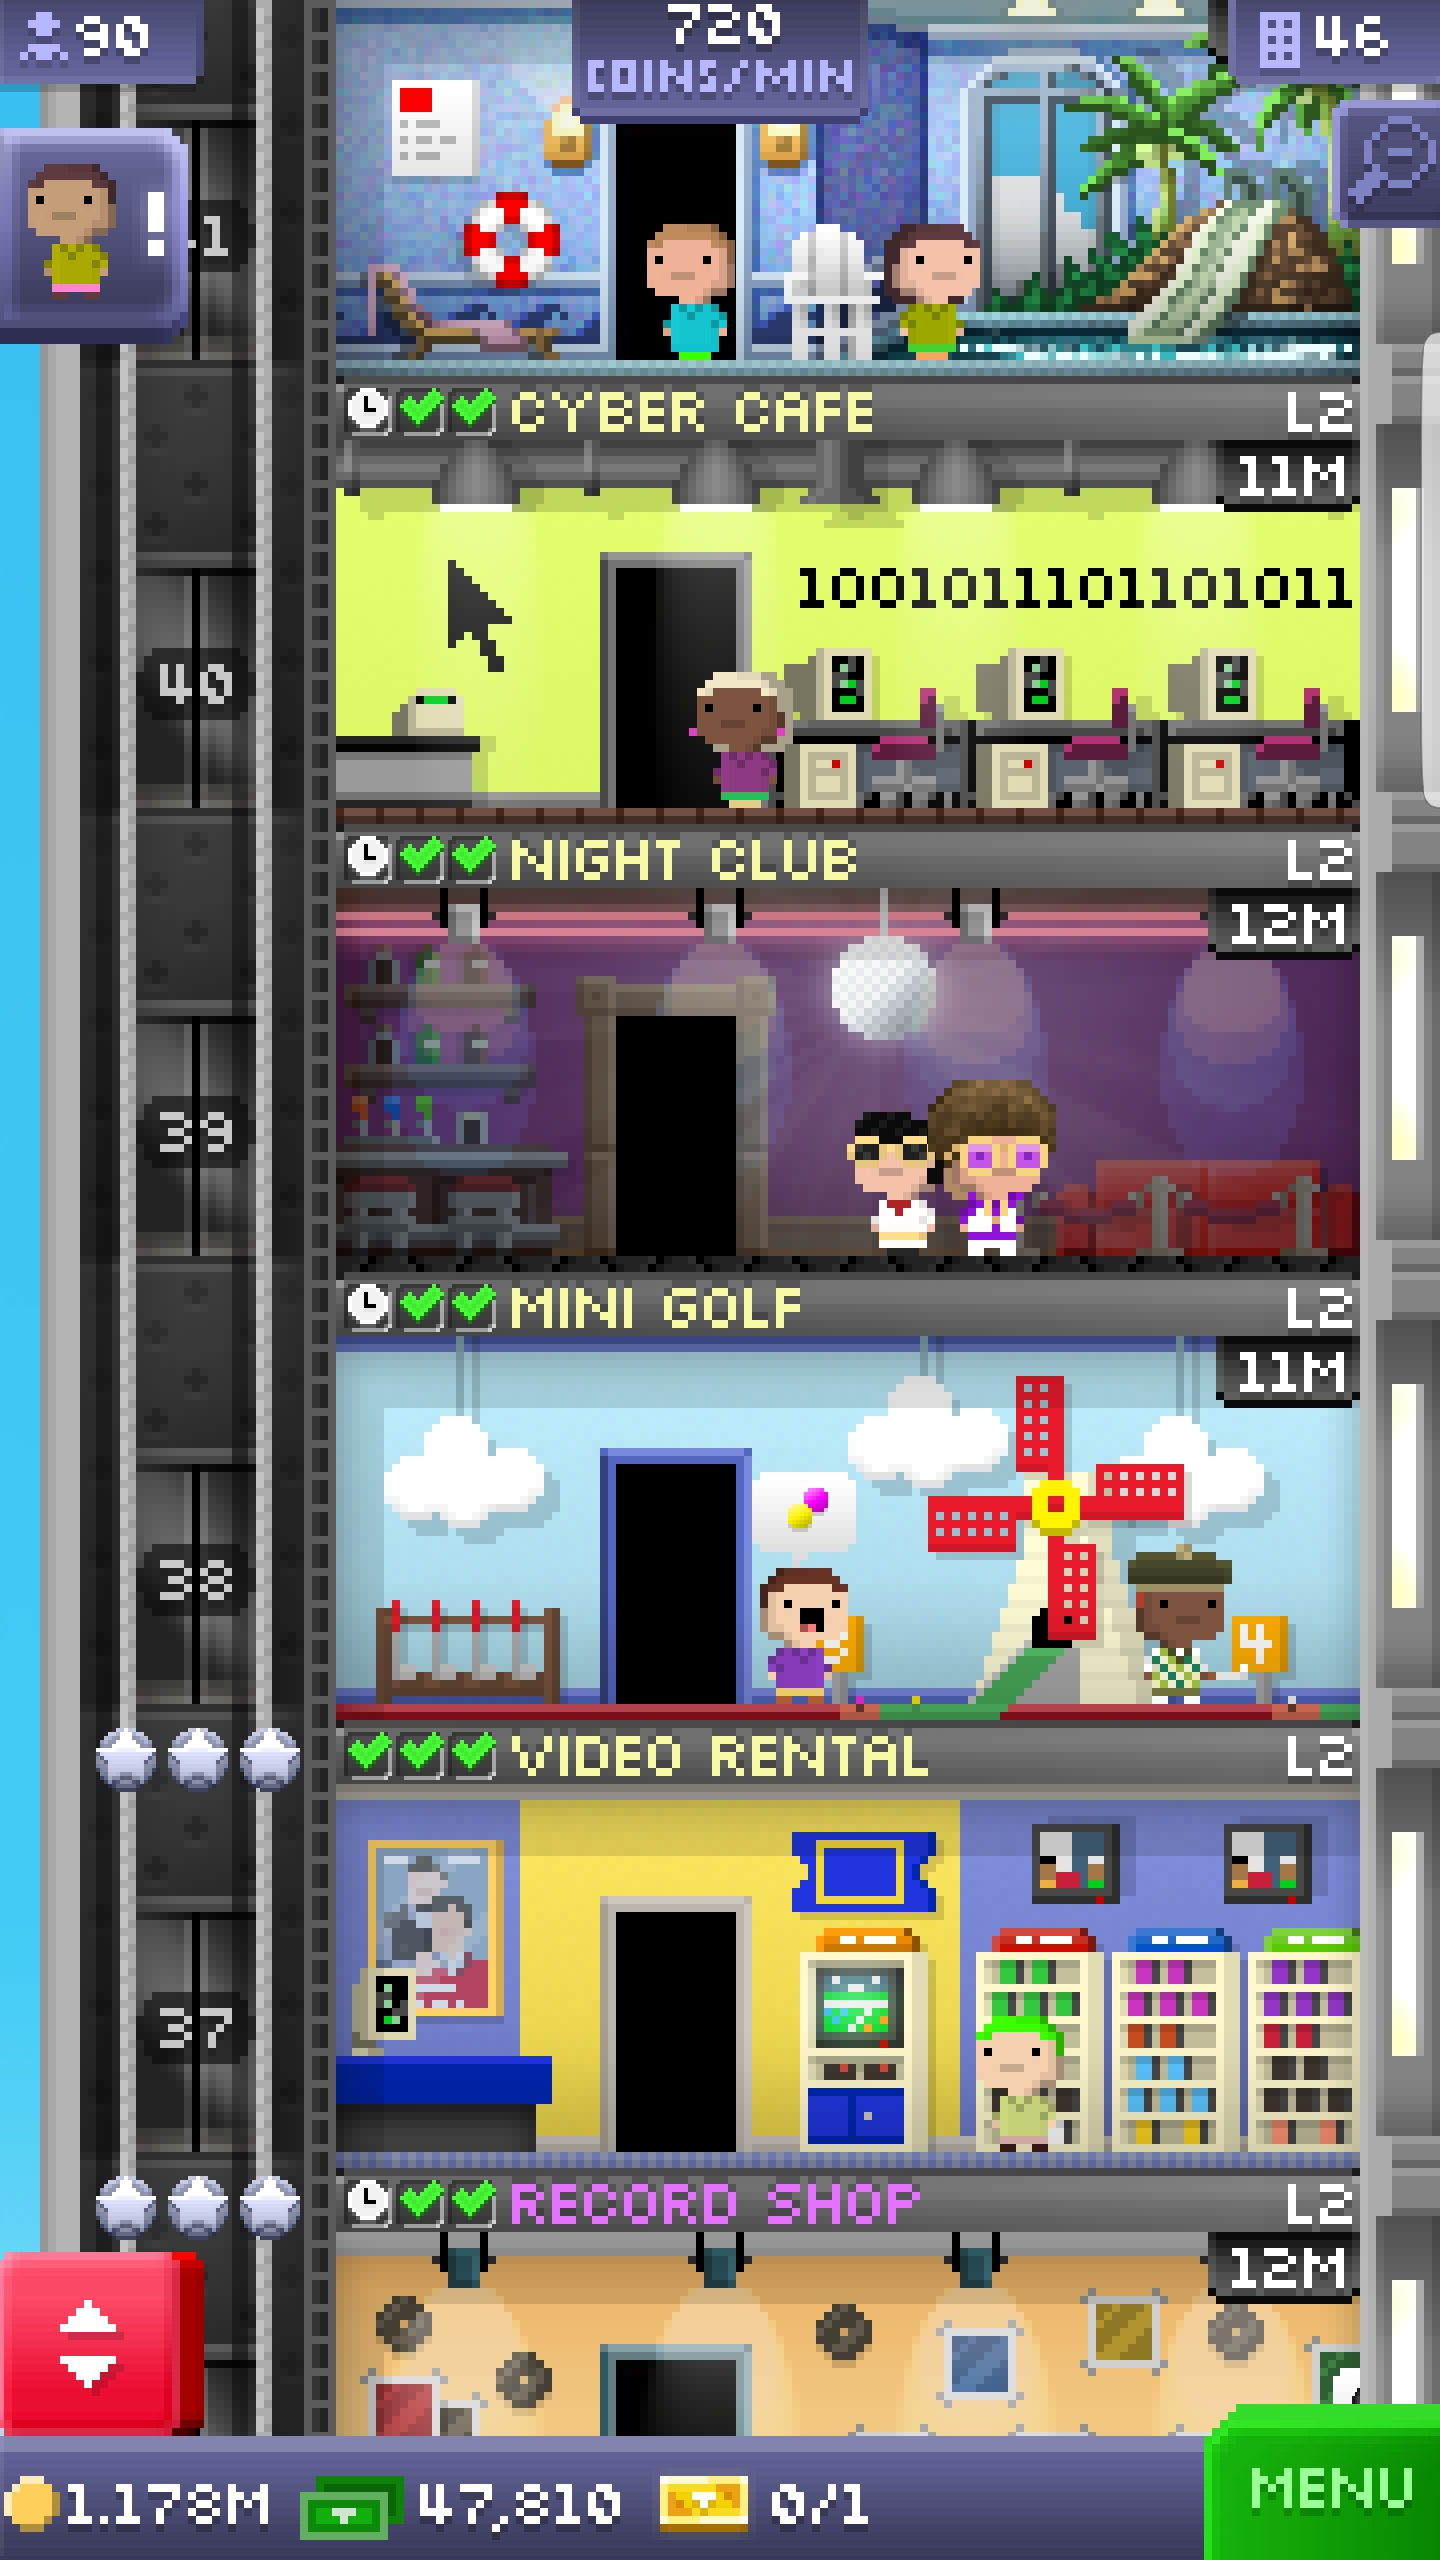 90
720
COINS/MIN
46
!
41
CYBER CAFE L2
11M
1001011101101011
40
NIGHT CLUB L2
12M
39
MINI GOLF L2
11M
38
4
VIDEO RENTAL L2
37
RECORD SHOP L2
12M
1.178M 47,810 0/1
MENU